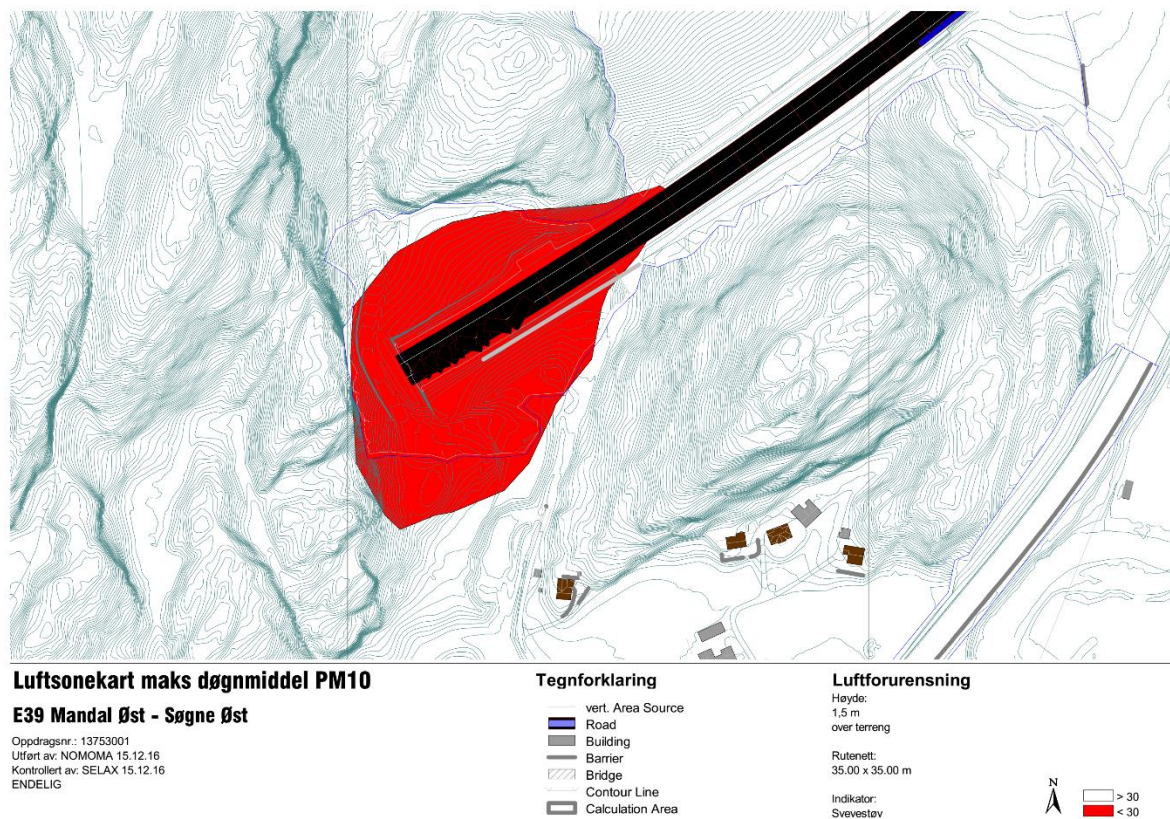 Luftsonekart maks døgnmiddel PM10
E39 Mandal Øst - Søgne Øst
Oppdragsnr.: 13753001
Utført av: NOMOMA 15.12.16
Kontrollert av: SELAX 15.12.16
ENDELIG
Tegnforklaring
vert. Area Source
Road
Building
Barrier
Bridge
Contour Line
Calculation Area
Luftforurensning
Høyde:
1,5 m
over terreng
Rutenett:
35.00 x 35.00 m
Indikator:
Svevestøv
N
> 30
< 30